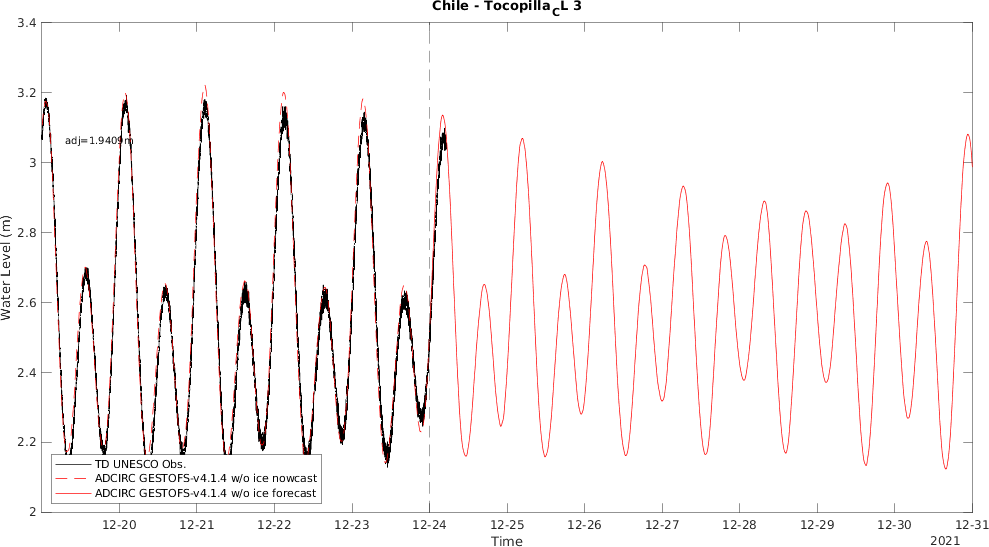 Chile - Tocopilla_CL 3
3.4
3.2
3
2.8
2.6
2.4
2.2
2
Water Level (m)
adj=1.9409m
TD UNESCO Obs.
ADCIRC GESTOFS-v4.1.4 w/o ice nowcast
ADCIRC GESTOFS-v4.1.4 w/o ice forecast
12-20 12-21 12-22 12-23 12-24 12-25 12-26 12-27 12-28 12-29 12-30 12-31
Time
2021